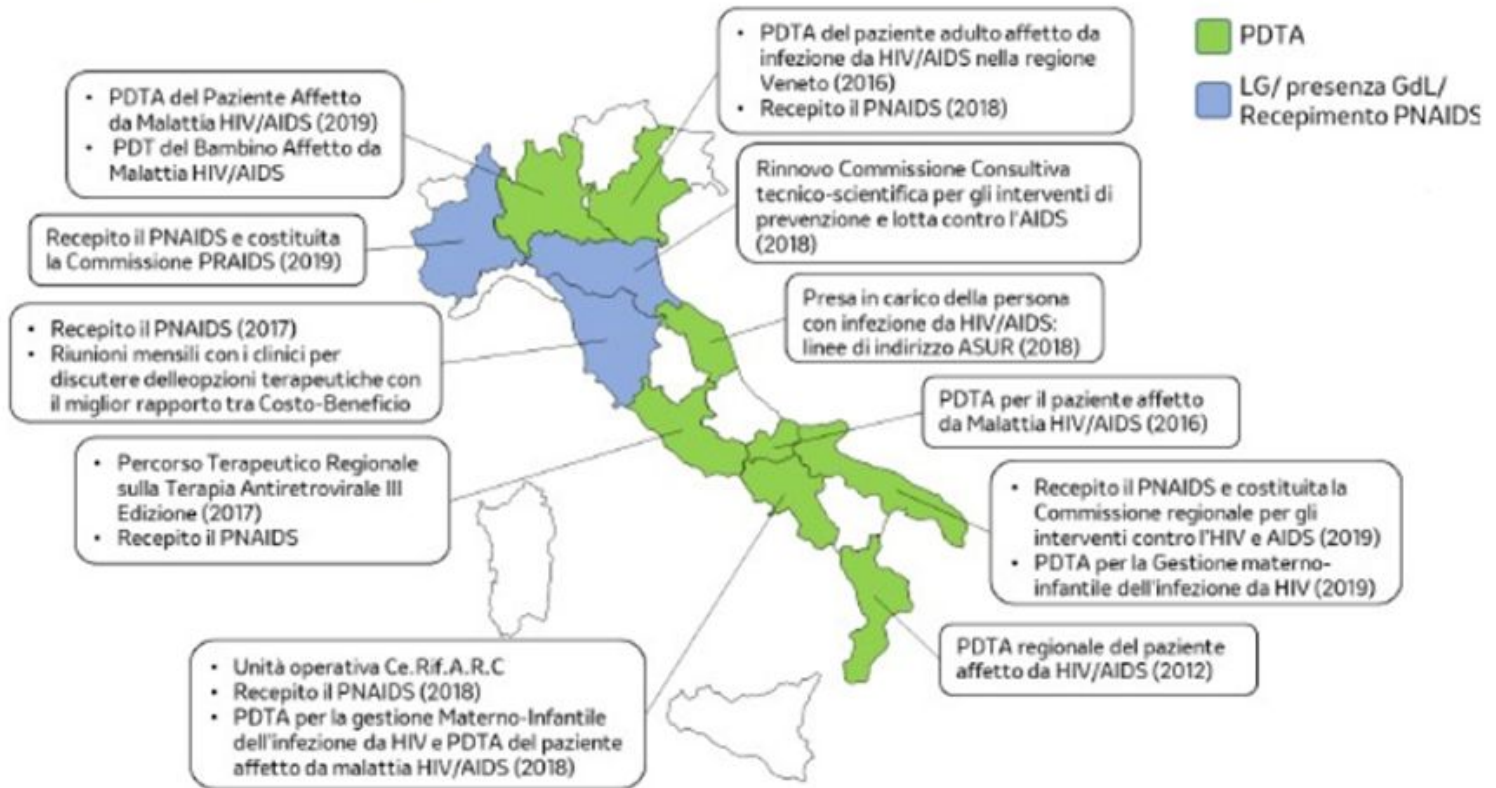 • PDTA del Paziente Affetto
da Malattia HIV/AIDS (2019)
• PDT del Bambino Affetto da
Malattia HIV/AIDS
Recepito il PNAIDS e costituita
la Commissione PRAIDS (2019)
• Recepito il PNAIDS (2017)
• Riunioni mensili con i clinici per
discutere delleopzioni terapeutiche con
il miglior rapporto tra Costo-Beneficio
• Percorso Terapeutico Regionale
sulla Terapia Antiretrovirale III
Edizione (2017)
• Recepito il PNAIDS
• Unità operativa Ce.Rif.A.R.C
• Recepito il PNAIDS (2018)
• PDTA per la gestione Materno-Infantile
dell'infezione da HIV e PDTA del paziente
affetto da malattia HIV/AIDS (2018)
• PDTA del paziente adulto affetto da
infezione da HIV/AIDS nella regione
Veneto (2016)
• Recepito il PNAIDS (2018)
Rinnovo Commissione Consultiva
tecnico-scientifica per gli interventi di
prevenzione e lotta contro l'AIDS
(2018)
Presa in carico della persona
con infezione da HIV/AIDS:
linee di indirizzo ASUR (2018)
PDTA per il paziente affetto
da Malattia HIV/AIDS (2016)
• Recepito il PNAIDS e costituita la
Commissione regionale per gli
interventi contro l'HIV e AIDS (2019)
• PDTA per la Gestione materno-
infantile dell'infezione da HIV (2019)
PDTA regionale del paziente
affetto da HIV/AIDS (2012)
PDTA
LG/ presenza GdL/
Recepimento PNAIDS